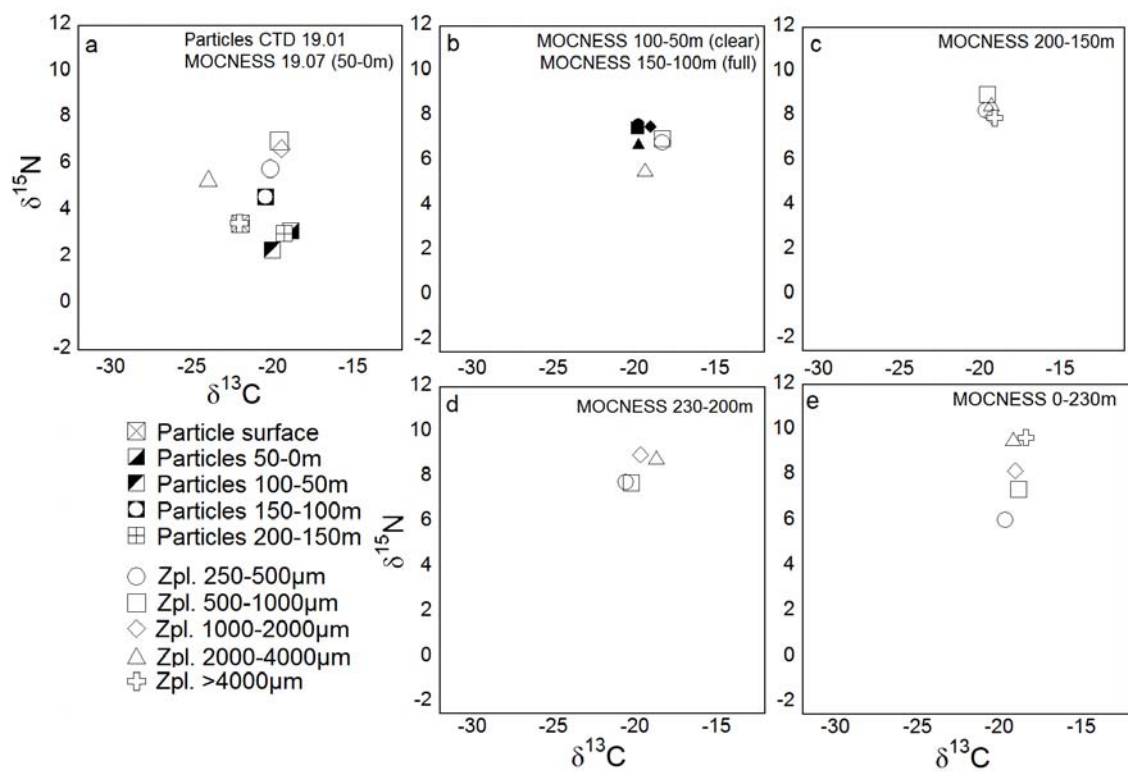 a
Particles CTD 19.01
MOCNESS 19.07 (50-0m)
12
10
8
6
4
2
0
-2
δ15N
-30
-25
-20
-15
δ13C
b
MOCNESS 100-50m (clear)
MOCNESS 150-100m (full)
12
10
8
6
4
2
0
-2
-30
-25
-20
-15
c
MOCNESS 200-150m
12
10
8
6
4
2
0
-2
-30
-25
-20
-15
Particle surface
Particles 50-0m
Particles 100-50m
Particles 150-100m
Particles 200-150m
Zpl. 250-500µm
Zpl. 500-1000µm
Zpl. 1000-2000µm
Zpl. 2000-4000µm
Zpl. >4000µm
d
MOCNESS 230-200m
12
10
8
6
4
2
0
-2
δ15N
-30
-25
-20
-15
δ13C
e
MOCNESS 0-230m
12
10
8
6
4
2
0
-2
-30
-25
-20
-15
δ13C